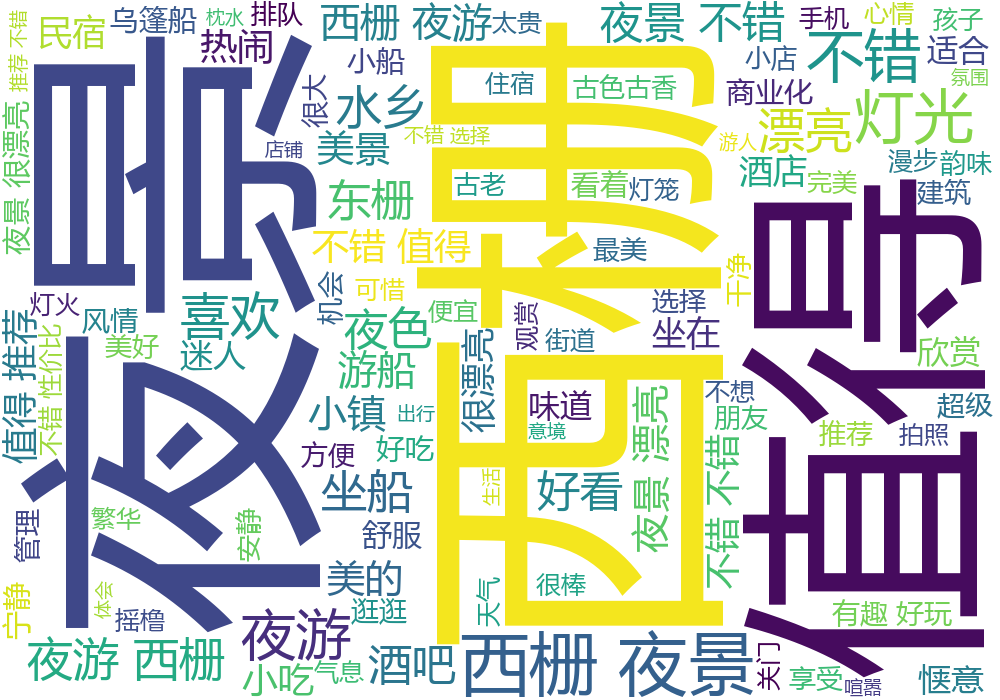 夜景
西栅
值得
乌篷船
枕水
排队
西栅 夜游
太贵
夜景 不错
手机
心情
孩子
民宿
热闹
小船
不错
小店
适合
推荐 不错
很大
住宿
古色古香
商业化
氛围
夜景 很漂亮
水乡
不错 选择
漂亮
灯光
店铺
美景
游人
古老
看着
灯笼
酒店
完美
漫步
韵味
东栅
建筑
不错 值得
最美
干净
灯火
喜欢
机会
可惜
便宜
选择
风情
夜色
观赏
街道
坐在
美好
迷人
值得 推荐
不错 性价比
游船
很漂亮
欣赏
小镇
出行
味道
意境
夜景 漂亮
不想
朋友
超级
推荐
拍照
方便
好吃
坐船
生活
好看
不错 不错
繁华
安静
管理
舒服
美的
很棒
天气
宁静
体会
摇橹
逛逛
有趣 好玩
夜游
夜游 西栅
小吃
气息
酒吧
西栅 夜景
关门
享受
喧嚣
惬意